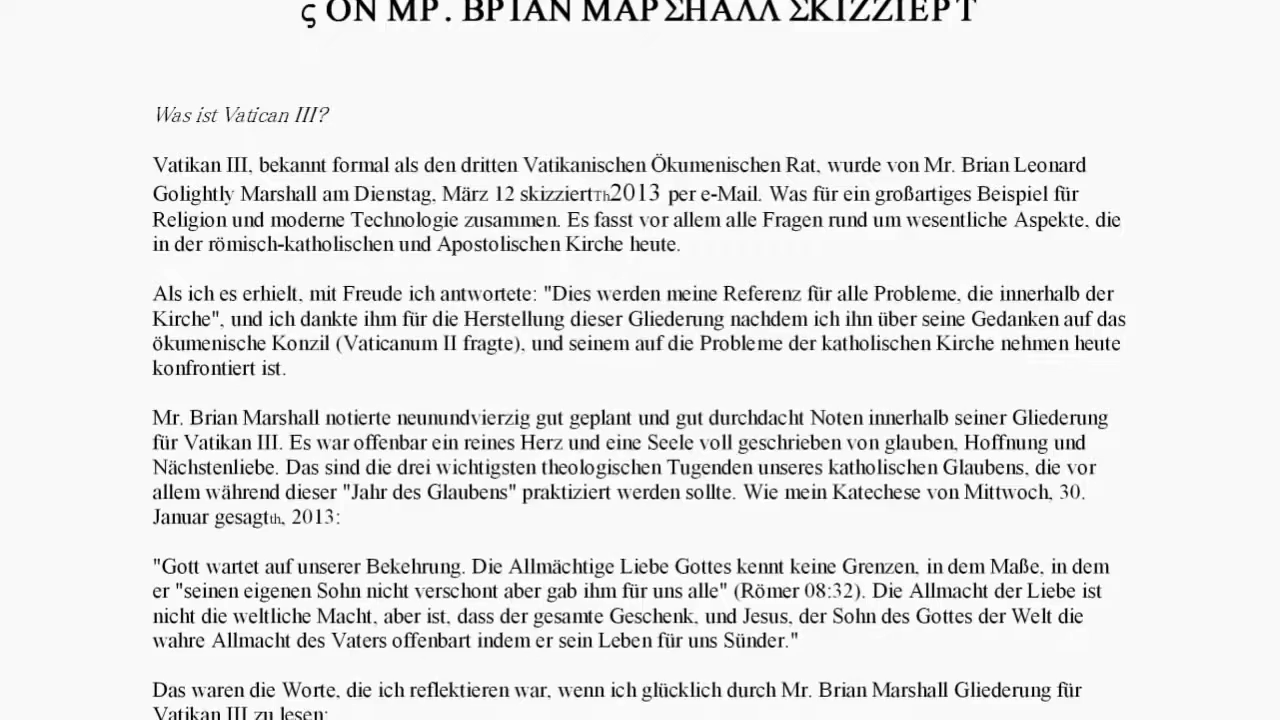 ς ΟΝ ΜΡ. ΒΡΙΑΝ ΜΑΡΣΗΑΛΛ ΣΚΙΖΖΙΕΡΤ
Was ist Vatican III?
Vatikan III, bekannt formal als den dritten Vatikanischen Ökumenischen Rat, wurde von Mr. Brian Leonard
Golightly Marshall am Dienstag, März 12 skizziertTh2013 per e-Mail. Was für ein großartiges Beispiel für
Religion und moderne Technologie zusammen. Es fasst vor allem alle Fragen rund um wesentliche Aspekte, die
in der römisch-katholischen und Apostolischen Kirche heute.
Als ich es erhielt, mit Freude ich antwortete: "Dies werden meine Referenz für alle Probleme, die innerhalb der
Kirche", und ich dankte ihm für die Herstellung dieser Gliederung nachdem ich ihn über seine Gedanken auf das
ökumenische Konzil (Vaticanum II fragte), und seinem auf die Probleme der katholischen Kirche nehmen heute
konfrontiert ist.
Mr. Brian Marshall notierte neunundvierzig gut geplant und gut durchdacht Noten innerhalb seiner Gliederung
für Vatikan III. Es war offenbar ein reines Herz und eine Seele voll geschrieben von glauben, Hoffnung und
Nächstenliebe. Das sind die drei wichtigsten theologischen Tugenden unseres katholischen Glaubens, die vor
allem während dieser "Jahr des Glaubens" praktiziert werden sollte. Wie mein Katechese von Mittwoch, 30.
Januar gesagtth, 2013:
"Gott wartet auf unserer Bekehrung. Die Allmächtige Liebe Gottes kennt keine Grenzen, in dem Maße, in dem
er "seinen eigenen Sohn nicht verschont aber gab ihm für uns alle" (Römer 08:32). Die Allmacht der Liebe ist
nicht die weltliche Macht, aber ist, dass der gesamte Geschenk, und Jesus, der Sohn des Gottes der Welt die
wahre Allmacht des Vaters offenbart indem er sein Leben für uns Sünder."
Das waren die Worte, die ich reflektieren war, wenn ich glücklich durch Mr. Brian Marshall Gliederung für
Vatikan III zu lesen: